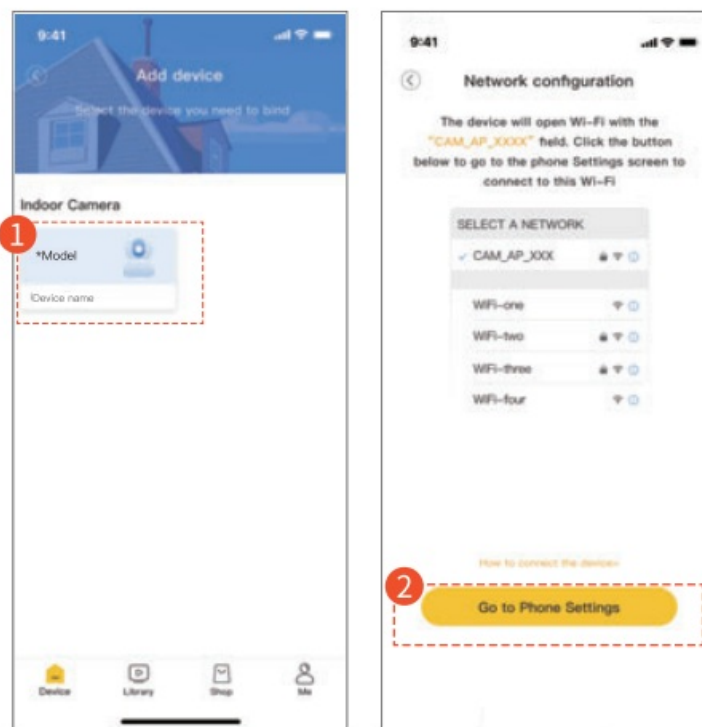 9:41
Add device
Select the device you need to bind
Indoor Camera
1
*Model
Device name
Device
Library
Shop
Me
9:41
Network configuration
The device will open Wi-Fi with the
"CAM_AP_XXXX" field. Click the button
below to go to the phone Settings screen to
connect to this Wi-Fi
SELECT A NETWORK
CAM_AP_XXX
WiFi-one
WiFi-two
WiFi-three
WiFi-four
How to connect the device>
2
Go to Phone Settings